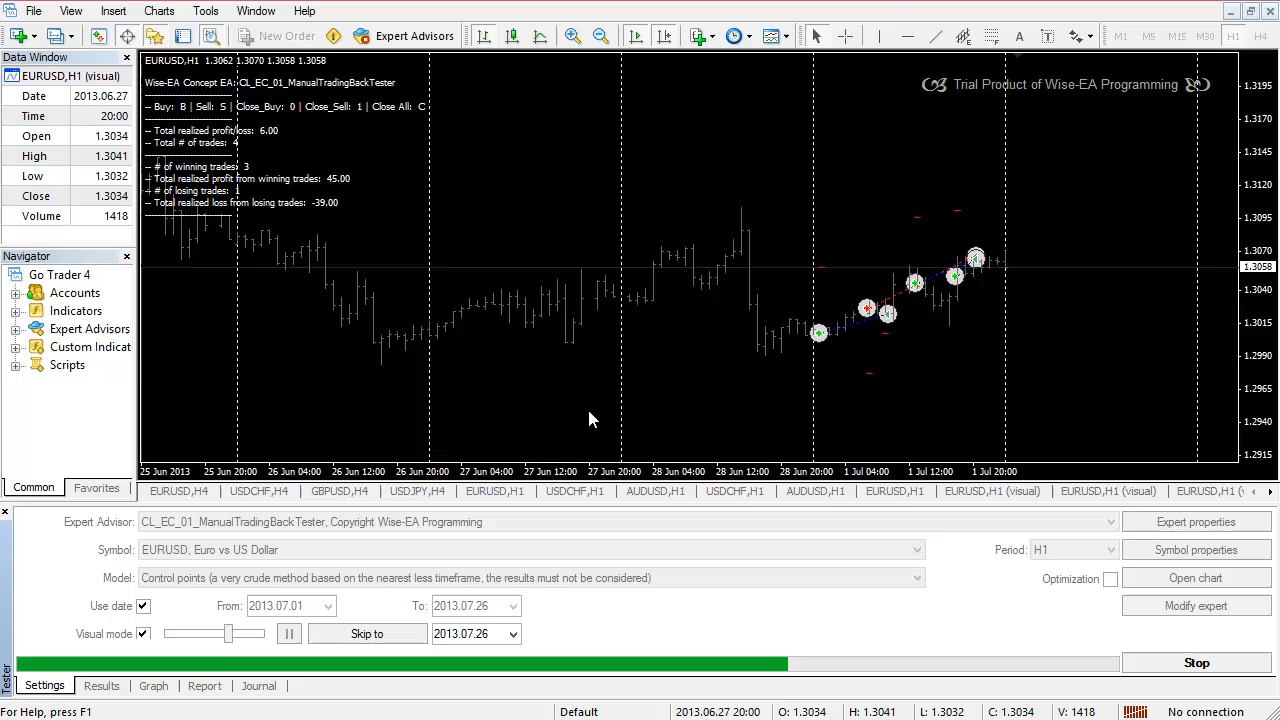 File View Insert Charts Tools Window Help
New Order Expert Advisors M1 M5 M15 M30 H1 H4
Data Window
EURUSD,H1 (visual)
Date 2013.06.27
Time 20:00
Open 1.3034
High 1.3041
Low 1.3032
Close 1.3034
Volume 1418
Navigator
Go Trader 4
Accounts
Indicators
Expert Advisors
Custom Indicat
Scripts
Common Favorites
EURUSD,H1 1.3062 1.3070 1.3058 1.3058
Wise-EA Concept EA: CL_EC_01_ManualTradingBackTester
-- Buy: B | Sell: S | Close_Buy: 0 | Close_Sell: 1 | Close All: C
-- Total realized profit/loss: 6.00
-- Total # of trades: 4
-- # of winning trades: 3
-- Total realized profit from winning trades: 45.00
-- # of losing trades: 1
-- Total realized loss from losing trades: -39.00
Trial Product of Wise-EA Programming
1.3195
1.3170
1.3145
1.3120
1.3095
1.3070
1.3058
1.3040
1.3015
1.2990
1.2965
1.2940
1.2915
25 Jun 2013 25 Jun 20:00 26 Jun 04:00 26 Jun 12:00 26 Jun 20:00 27 Jun 04:00 27 Jun 12:00 27 Jun 20:00 28 Jun 04:00 28 Jun 12:00 28 Jun 20:00 1 Jul 04:00 1 Jul 12:00 1 Jul 20:00
EURUSD,H4 USDCHF,H4 GBPUSD,H4 USDJPY,H4 EURUSD,H1 USDCHF,H1 AUDUSD,H1 USDCHF,H1 AUDUSD,H1 EURUSD,H1 EURUSD,H1 (visual) EURUSD,H1 (visual) EURUSD,H1 (
Expert Advisor: CL_EC_01_ManualTradingBackTester, Copyright Wise-EA Programming Expert properties
Symbol: EURUSD, Euro vs US Dollar Period: H1 Symbol properties
Model: Control points (a very crude method based on the nearest less timeframe, the results must not be considered) Optimization Open chart
Use date From: 2013.07.01 To: 2013.07.26 Modify expert
Visual mode Skip to 2013.07.26
Stop
Tester
Settings Results Graph Report Journal
For Help, press F1 Default 2013.06.27 20:00 O: 1.3034 H: 1.3041 L: 1.3032 C: 1.3034 V: 1418 No connection